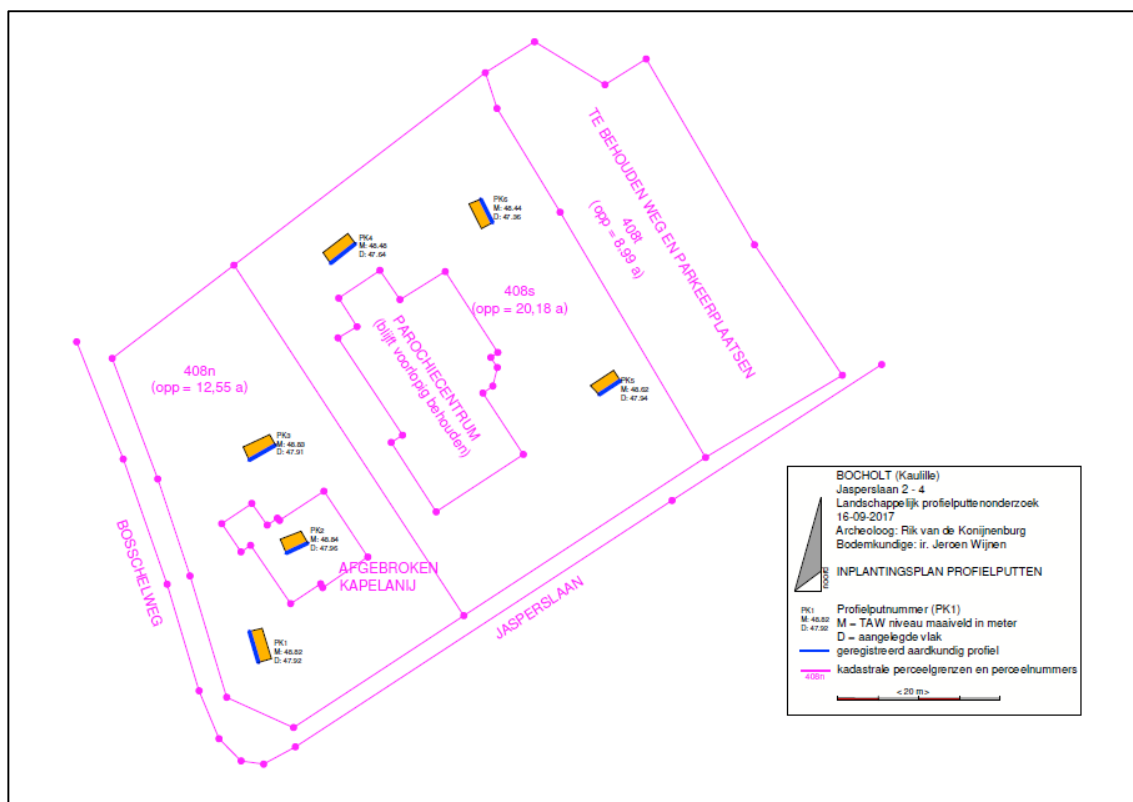 TE BEHOUDEN WEG EN PARKEERPLAATSEN
408t
(opp = 8,99 a)
PK6
M: 48.44
D: 47.36
PK4
M: 48.48
D: 47.64
408s
(opp = 20,18 a)
PAROCHIECENTRUM
(blijft voorlopig behouden)
408n
(opp = 12,55 a)
PK5
M: 48.62
D: 47.94
PK3
M: 48.80
D: 47.91
PK2
M: 48.84
D: 47.96
AFGEBROKEN
KAPELANIJ
BOSSCHELWEG
JASPERSLAAN
PK1
M: 48.82
D: 47.92
BOCHOLT (Kaulille)
Jasperslaan 2 - 4
Landschappelijk profielputtenonderzoek
16-09-2017
Archeoloog: Rik van de Konijnenburg
Bodemkundige: ir. Jeroen Wijnen
INPLANTINGSPLAN PROFIELPUTTEN
noord
PK1
M: 48.82
D: 47.92
Profielputnummer (PK1)
M = TAW niveau maaiveld in meter
D = aangelegde vlak
geregistreerd aardkundig profiel
408n
kadastrale perceelgrenzen en perceelnummers
< 20 m >